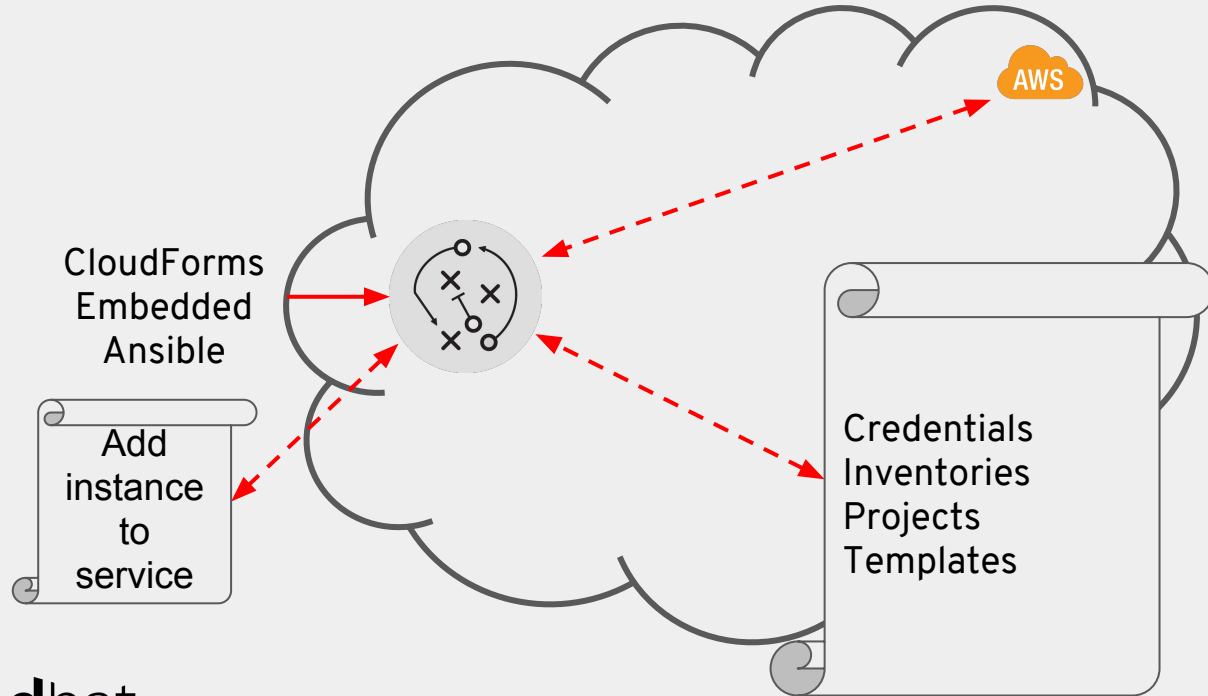 AWS
CloudForms
Embedded
Ansible
Add
instance
to
service
Credentials
Inventories
Projects
Templates